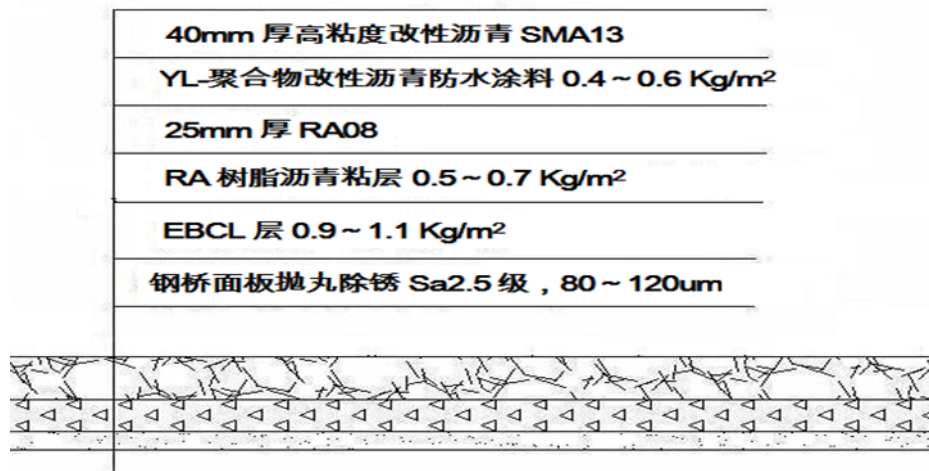 40mm 厚高粘度改性沥青 SMA13
YL-聚合物改性沥青防水涂料 0.4～0.6 Kg/m²
25mm 厚 RA08
RA 树脂沥青粘层 0.5～0.7 Kg/m²
EBCL 层 0.9～1.1 Kg/m²
钢桥面板抛丸除锈 Sa2.5 级，80～120um